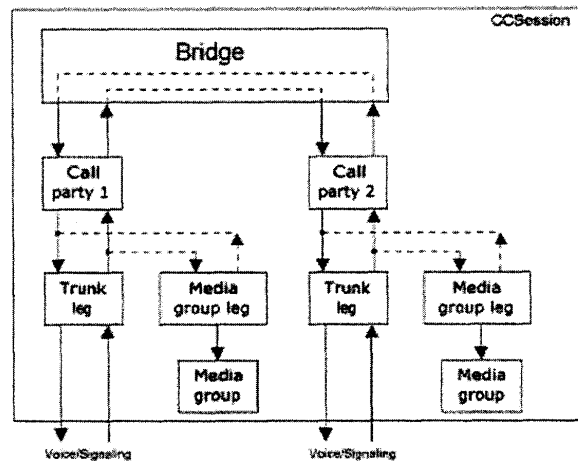 CCSession
Bridge
Call
party 1
Call
party 2
Trunk
leg
Media
group leg
Trunk
leg
Media
group leg
Media
group
Media
group
Voice/Signaling
Voice/Signaling